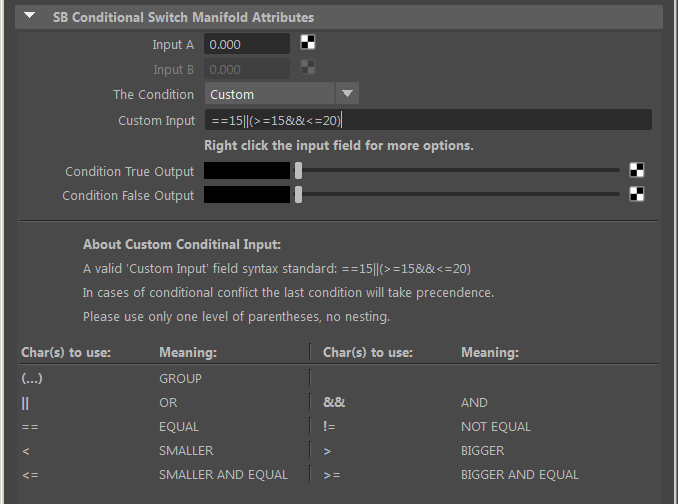 SB Conditional Switch Manifold Attributes
Input A 0.000
Input B 0.000
The Condition Custom
Custom Input ==15||(>=15&&<=20)
Right click the input field for more options.
Condition True Output
Condition False Output
About Custom Conditinal Input:
A valid 'Custom Input' field syntax standard: ==15||(>=15&&<=20)
In cases of conditional conflict the last condition will take precendence.
Please use only one level of parentheses, no nesting.
Char(s) to use: Meaning: Char(s) to use: Meaning:
(...) GROUP
|| OR && AND
== EQUAL != NOT EQUAL
< SMALLER > BIGGER
<= SMALLER AND EQUAL >= BIGGER AND EQUAL